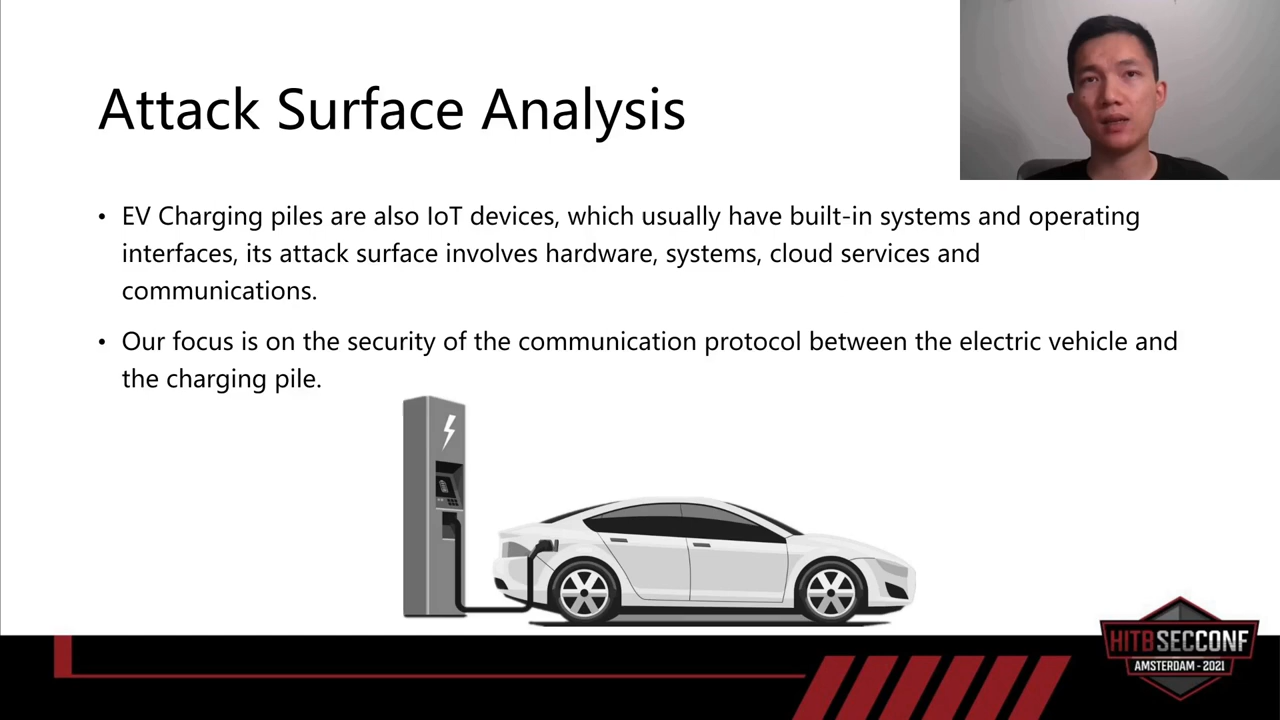 Attack Surface Analysis
• EV Charging piles are also IoT devices, which usually have built-in systems and operating
interfaces, its attack surface involves hardware, systems, cloud services and
communications.
• Our focus is on the security of the communication protocol between the electric vehicle and
the charging pile.
HITBSECCONF
AMSTERDAM - 2021